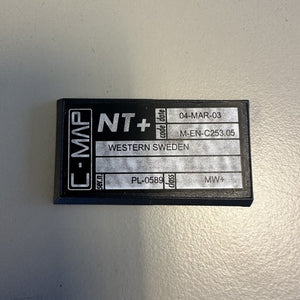 C-MAP
NT+
date 04-MAR-03
code M-EN-C253.05
WESTERN SWEDEN
ser.n PL-0589
class MW+